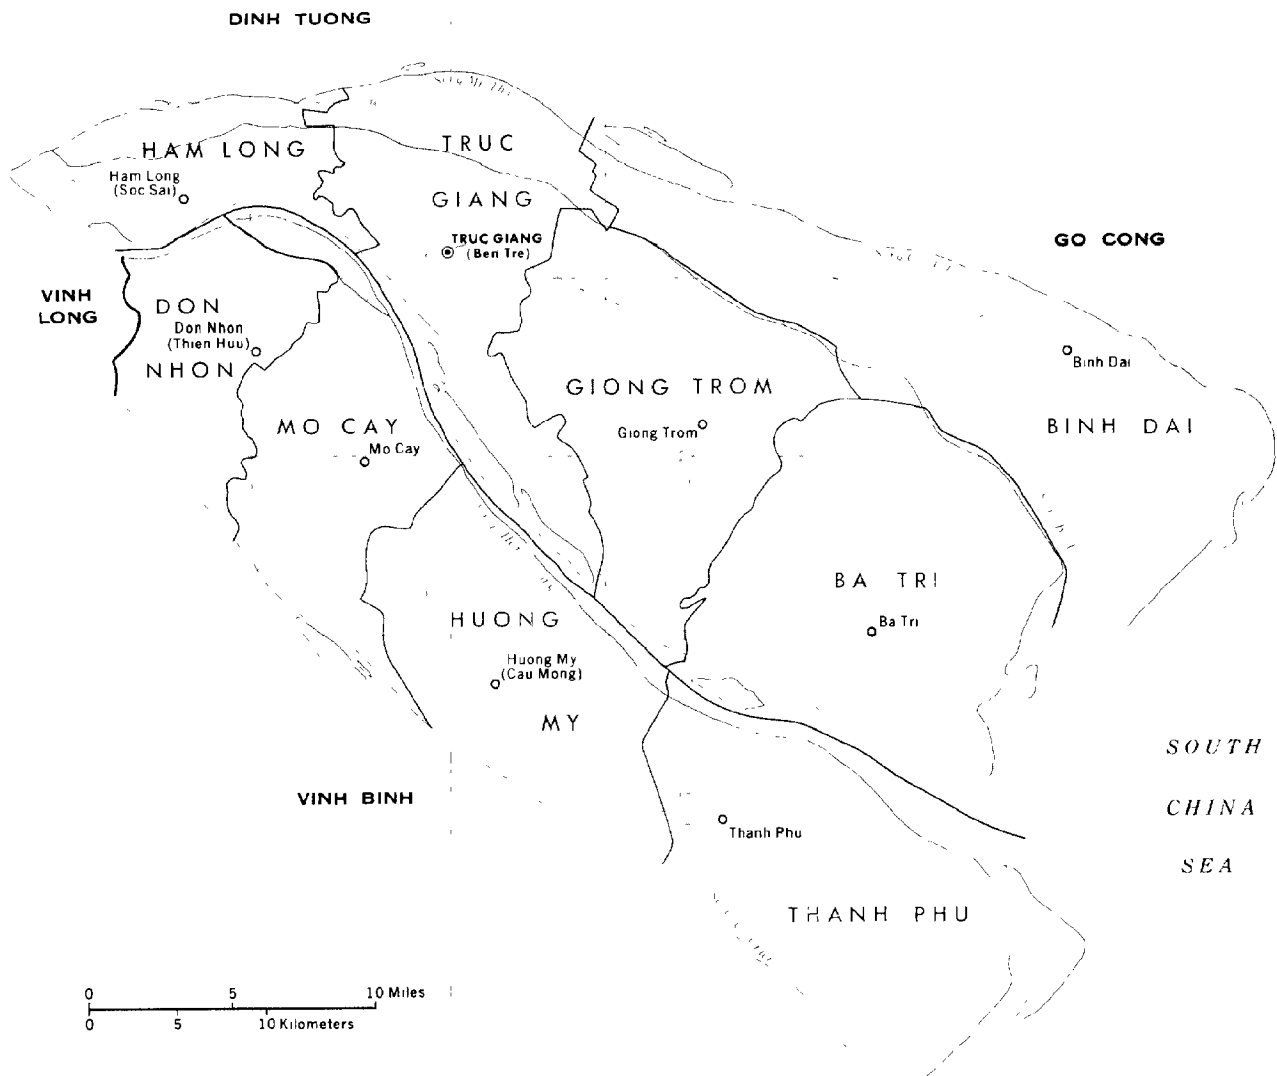 DINH TUONG
HAM LONG
TRUC
GIANG
Ham Long
(Soc Sai)
TRUC GIANG
(Ben Tre)
GO CONG
VINH
LONG
DON
Don Nhon
(Thien Huu)
NHON
Binh Dai
GIONG TROM
MO CAY
Giong Trom
BINH DAI
Mo Cay
BA TRI
HUONG
Ba Tri
Huong My
(Cau Mong)
MY
SOUTH
CHINA
SEA
VINH BINH
Thanh Phu
THANH PHU
0 5 10 Miles
0 5 10 Kilometers